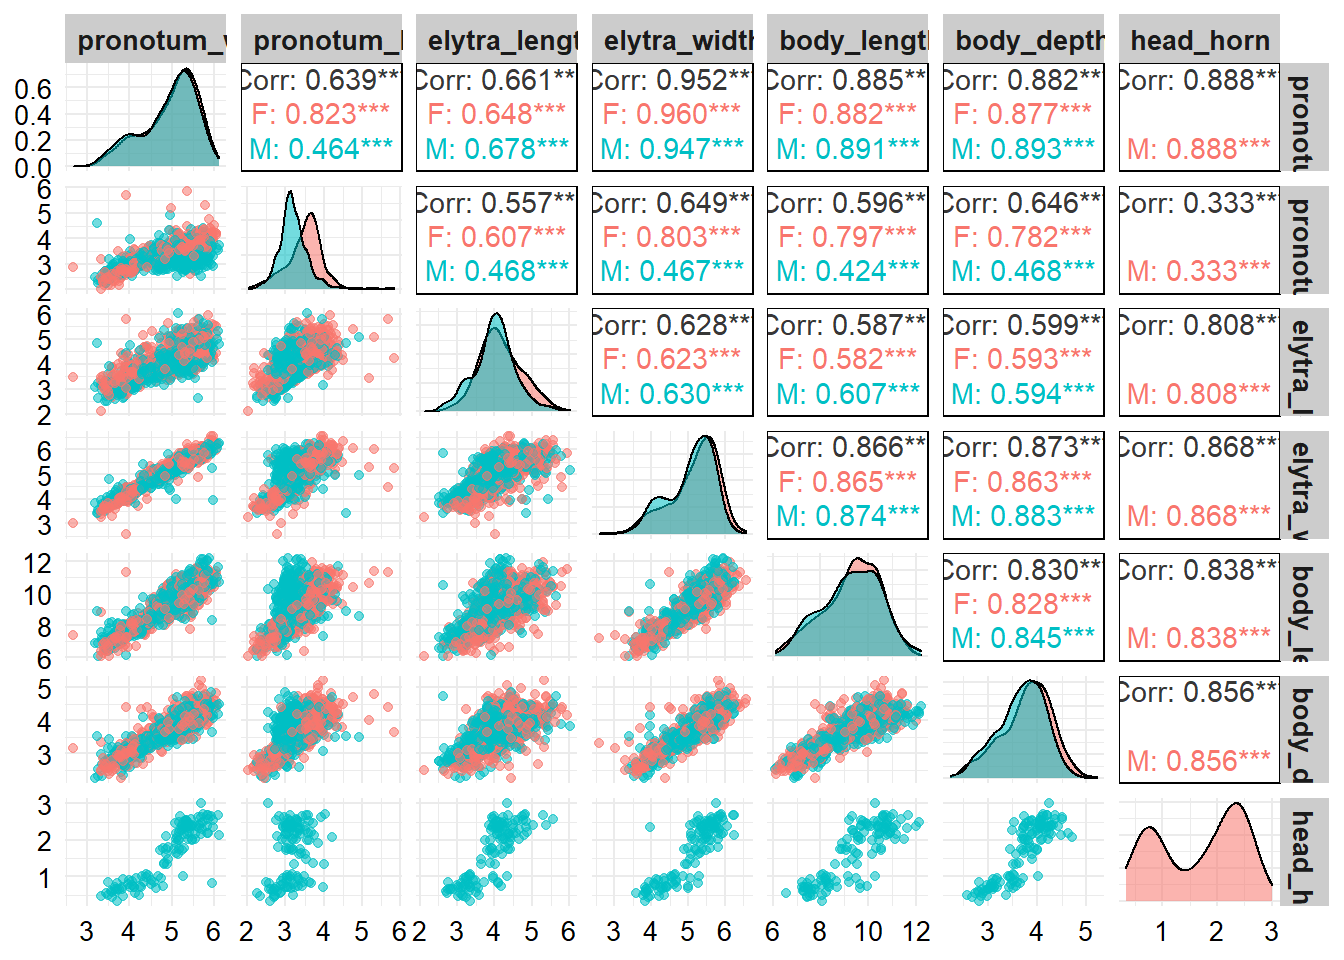 pronotum_w pronotum_l elytra_lengt elytra_width body_lengt body_depth head_horn
0.6
0.4
0.2
0.0
Corr: 0.639*** Corr: 0.661*** Corr: 0.952*** Corr: 0.885*** Corr: 0.882*** Corr: 0.888***
F: 0.823*** F: 0.648*** F: 0.960*** F: 0.882*** F: 0.877***
M: 0.464*** M: 0.678*** M: 0.947*** M: 0.891*** M: 0.893*** M: 0.888***
pronotu
6
5
4
3
2
Corr: 0.557*** Corr: 0.649*** Corr: 0.596*** Corr: 0.646*** Corr: 0.333***
F: 0.607*** F: 0.803*** F: 0.797*** F: 0.782***
M: 0.468*** M: 0.467*** M: 0.424*** M: 0.468*** M: 0.333***
pronotu
6
5
4
3
2
Corr: 0.628*** Corr: 0.587*** Corr: 0.599*** Corr: 0.808***
F: 0.623*** F: 0.582*** F: 0.593***
M: 0.630*** M: 0.607*** M: 0.594*** M: 0.808***
elytra_l
6
5
4
3
Corr: 0.866*** Corr: 0.873*** Corr: 0.868***
F: 0.865*** F: 0.863***
M: 0.874*** M: 0.883*** M: 0.868***
elytra_w
12
10
8
6
Corr: 0.830*** Corr: 0.838***
F: 0.828***
M: 0.845*** M: 0.838***
body_le
5
4
3
Corr: 0.856***
M: 0.856***
body_d
3
2
1
head_h
3 4 5 6 2 3 4 5 6 2 3 4 5 6 3 4 5 6 6 8 10 12 3 4 5 1 2 3